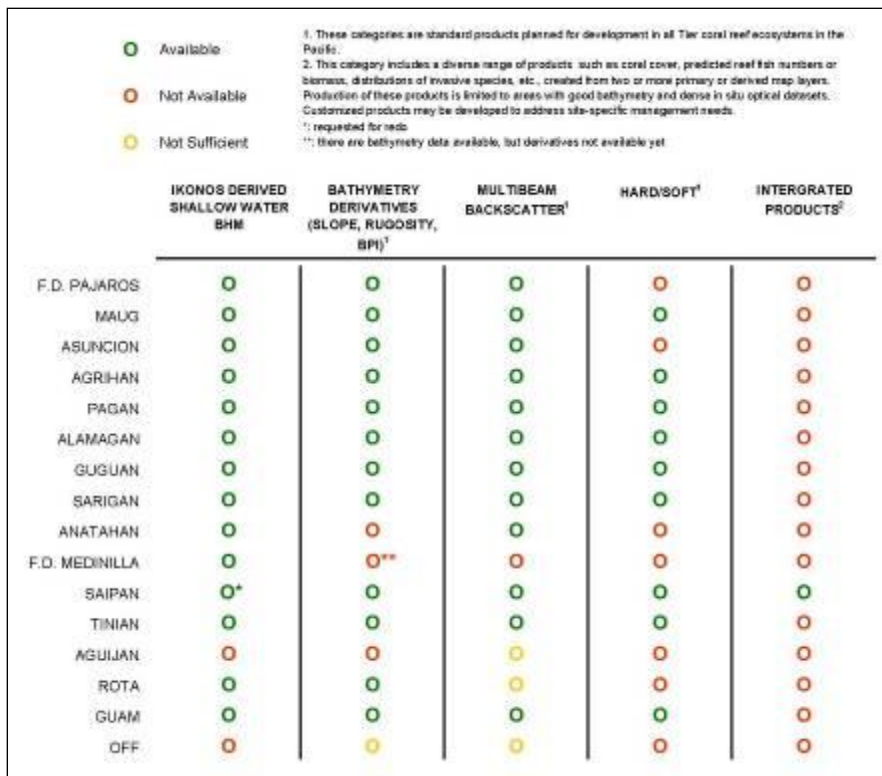 O Available
O Not Available
O Not Sufficient
1. These categories are standard products planned for development in all Tier coral reef ecosystems in the
Pacific.
2. This category includes a diverse range of products such as coral cover, predicted reef fish numbers or
biomass, distributions of invasive species, etc., created from two or more primary or derived map layers.
Production of these products is limited to areas with good bathymetry and dense in situ optical datasets.
Customized products may be developed to address site-specific management needs.
*: requested for redo
**: there are bathymetry data available, but derivatives not available yet
IKONOS DERIVED
SHALLOW WATER
BHM
BATHYMETRY
DERIVATIVES
(SLOPE, RUGOSITY,
BPI)1
MULTIBEAM
BACKSCATTER1
HARD/SOFT1
INTERGRATED
PRODUCTS2
F.D. PAJAROS O O O O O
MAUG O O O O O
ASUNCION O O O O O
AGRIHAN O O O O O
PAGAN O O O O O
ALAMAGAN O O O O O
GUGUAN O O O O O
SARIGAN O O O O O
ANATAHAN O O O O O
F.D. MEDINILLA O O** O O O
SAIPAN O* O O O O
TINIAN O O O O O
AGUIJAN O O O O O
ROTA O O O O O
GUAM O O O O O
OFF O O O O O